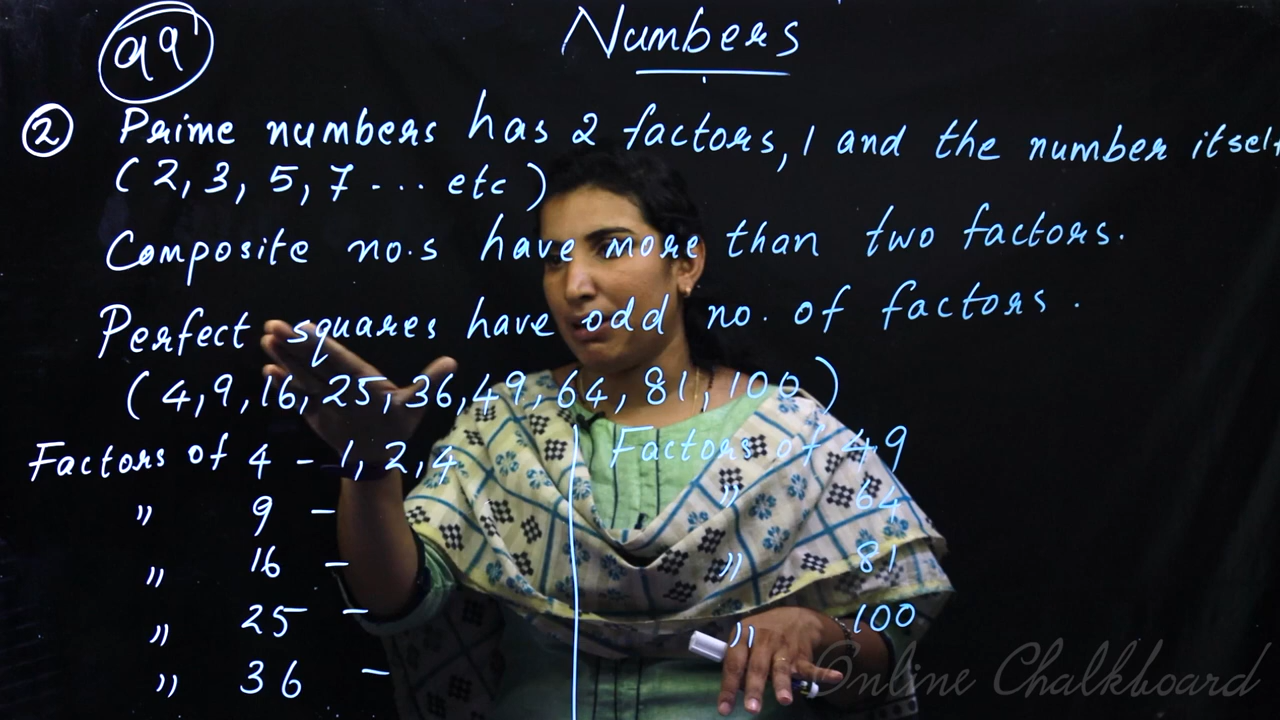 99
Numbers
2 Prime numbers has 2 factors, 1 and the number itself
(2, 3, 5, 7 ... etc)
Composite no.s have more than two factors.
Perfect squares have odd no. of factors.
(4, 9, 16, 25, 36, 49, 64, 81, 100)
Factors of 4 - 1, 2, 4
" 9 -
" 16 -
" 25 -
" 36 -
Factors of 49
" 64
" 81
" 100
Online Chalkboard